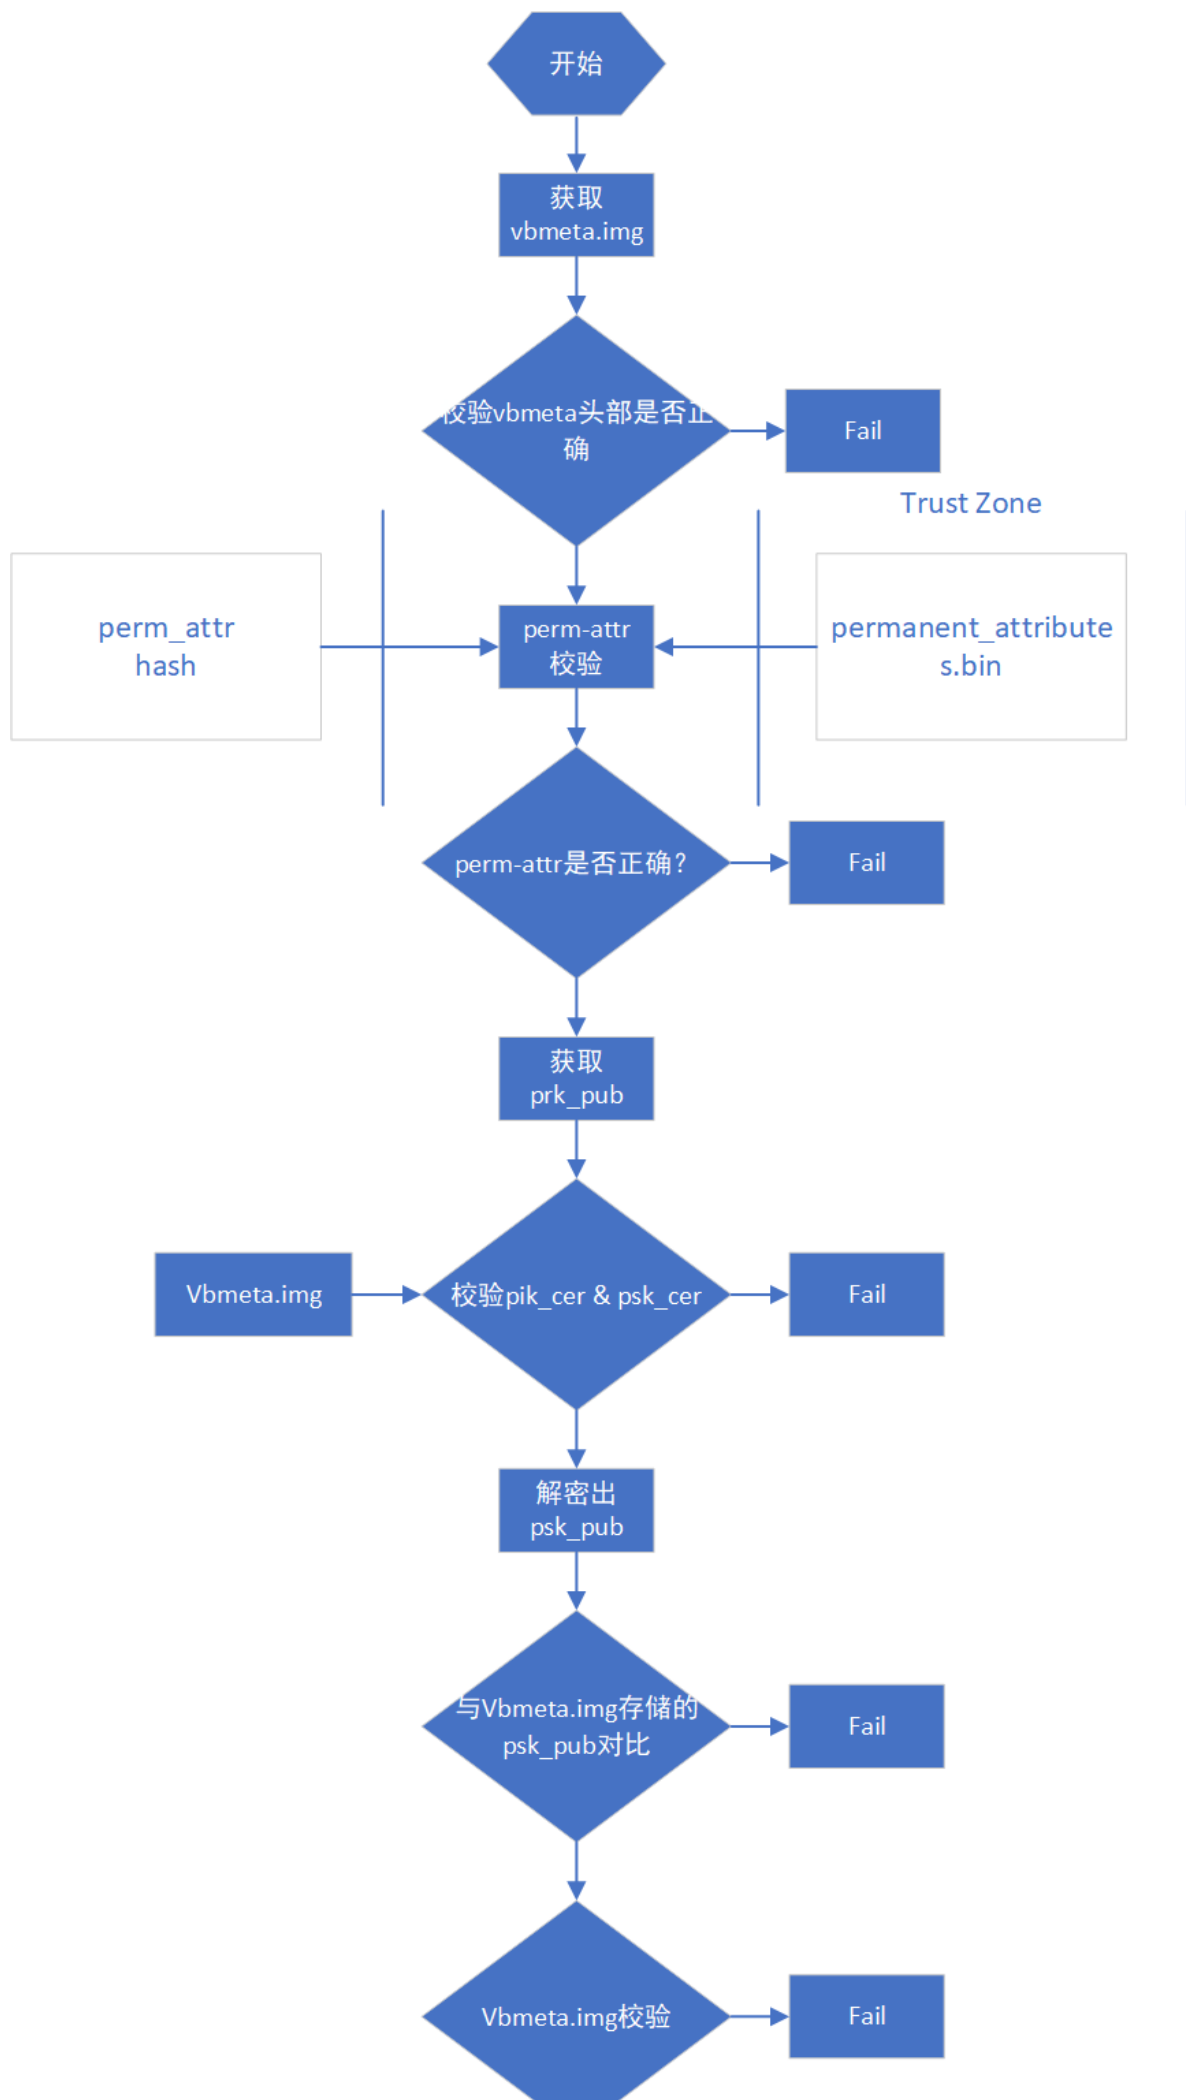 开始
获取
vbmeta.img
校验vbmeta头部是否正
确
Fail
Trust Zone
perm_attr
hash
perm-attr
校验
permanent_attribute
s.bin
perm-attr是否正确?
Fail
获取
prk_pub
Vbmeta.img
校验pik_cer & psk_cer
Fail
解密出
psk_pub
与Vbmeta.img存储的
psk_pub对比
Fail
Vbmeta.img校验
Fail